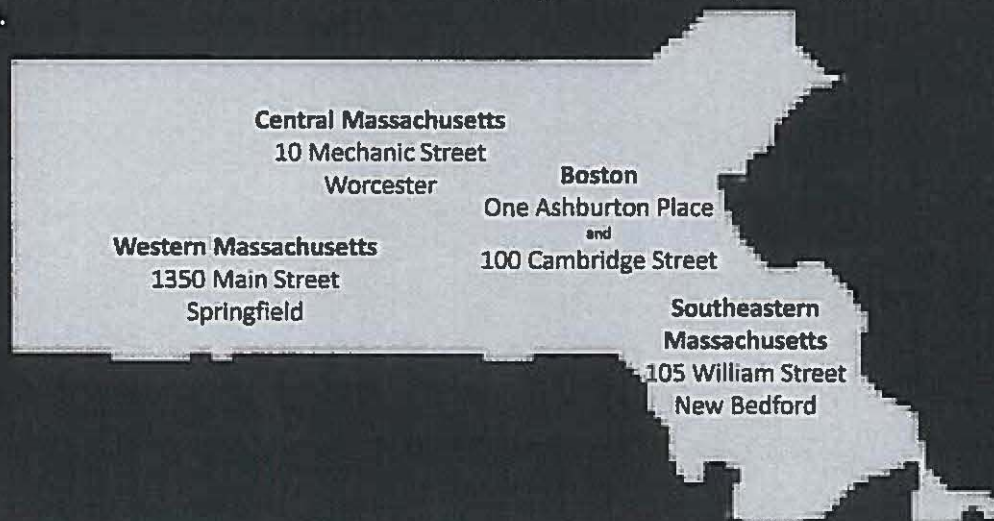 Central Massachusetts
10 Mechanic Street
Worcester
Boston
One Ashburton Place
and
100 Cambridge Street
Western Massachusetts
1350 Main Street
Springfield
Southeastern
Massachusetts
105 William Street
New Bedford